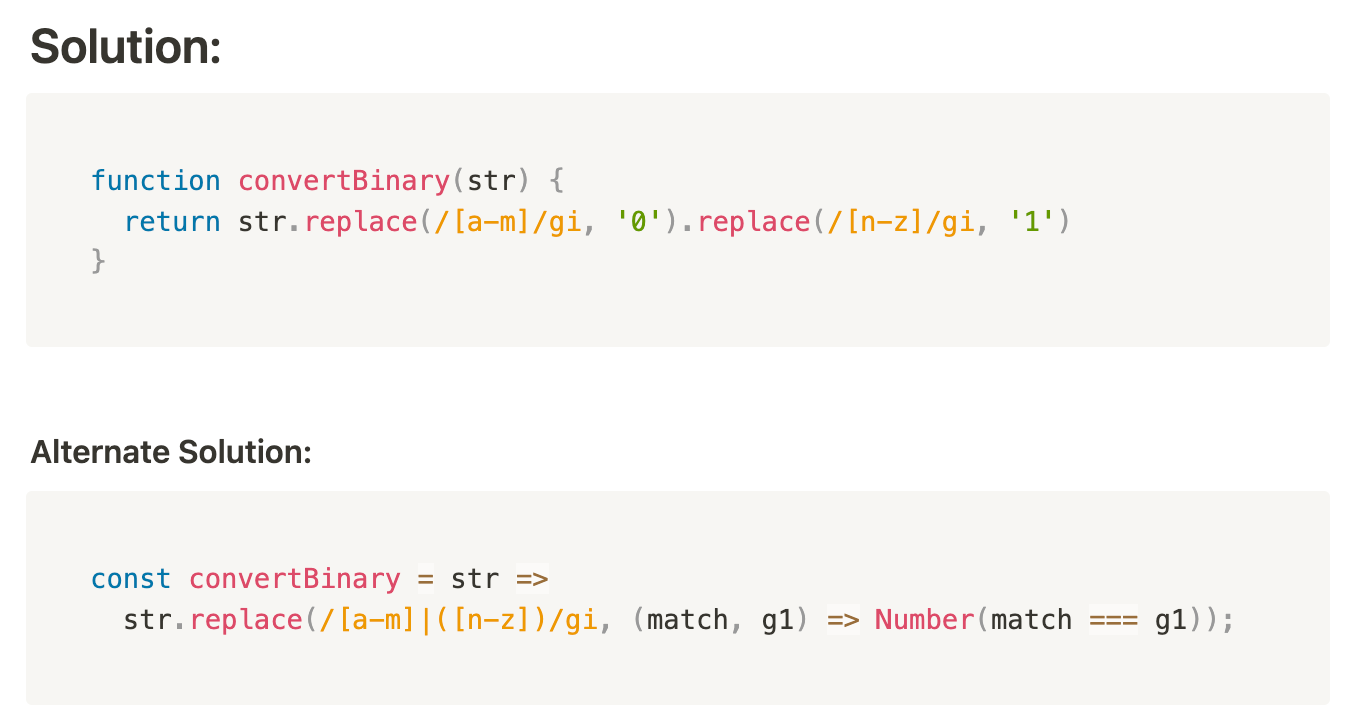 Solution:
function convertBinary(str) {
  return str.replace(/[a-m]/gi, '0').replace(/[n-z]/gi, '1')
}
Alternate Solution:
const convertBinary = str =>
  str.replace(/[a-m]|([n-z])/gi, (match, g1) => Number(match === g1));